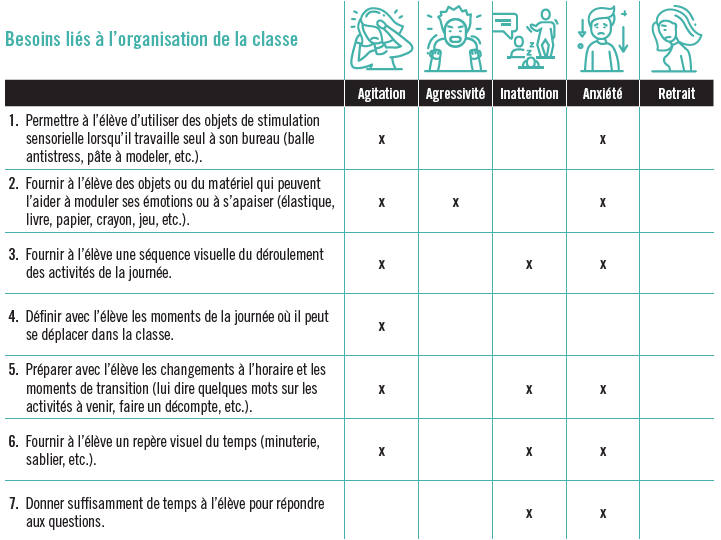 Besoins liés à l'organisation de la classe
Agitation Agressivité Inattention Anxiété Retrait
1. Permettre à l'élève d'utiliser des objets de stimulation
sensorielle lorsqu'il travaille seul à son bureau (balle
antistress, pâte à modeler, etc.).
x x
2. Fournir à l'élève des objets ou du matériel qui peuvent
l'aider à moduler ses émotions ou à s'apaiser (élastique,
livre, papier, crayon, jeu, etc.).
x x x
3. Fournir à l'élève une séquence visuelle du déroulement
des activités de la journée.
x x x
4. Définir avec l'élève les moments de la journée où il peut
se déplacer dans la classe.
x
5. Préparer avec l'élève les changements à l'horaire et les
moments de transition (lui dire quelques mots sur les
activités à venir, faire un décompte, etc.).
x x x
6. Fournir à l'élève un repère visuel du temps (minuterie,
sablier, etc.).
x x x
7. Donner suffisamment de temps à l'élève pour répondre
aux questions.
x x